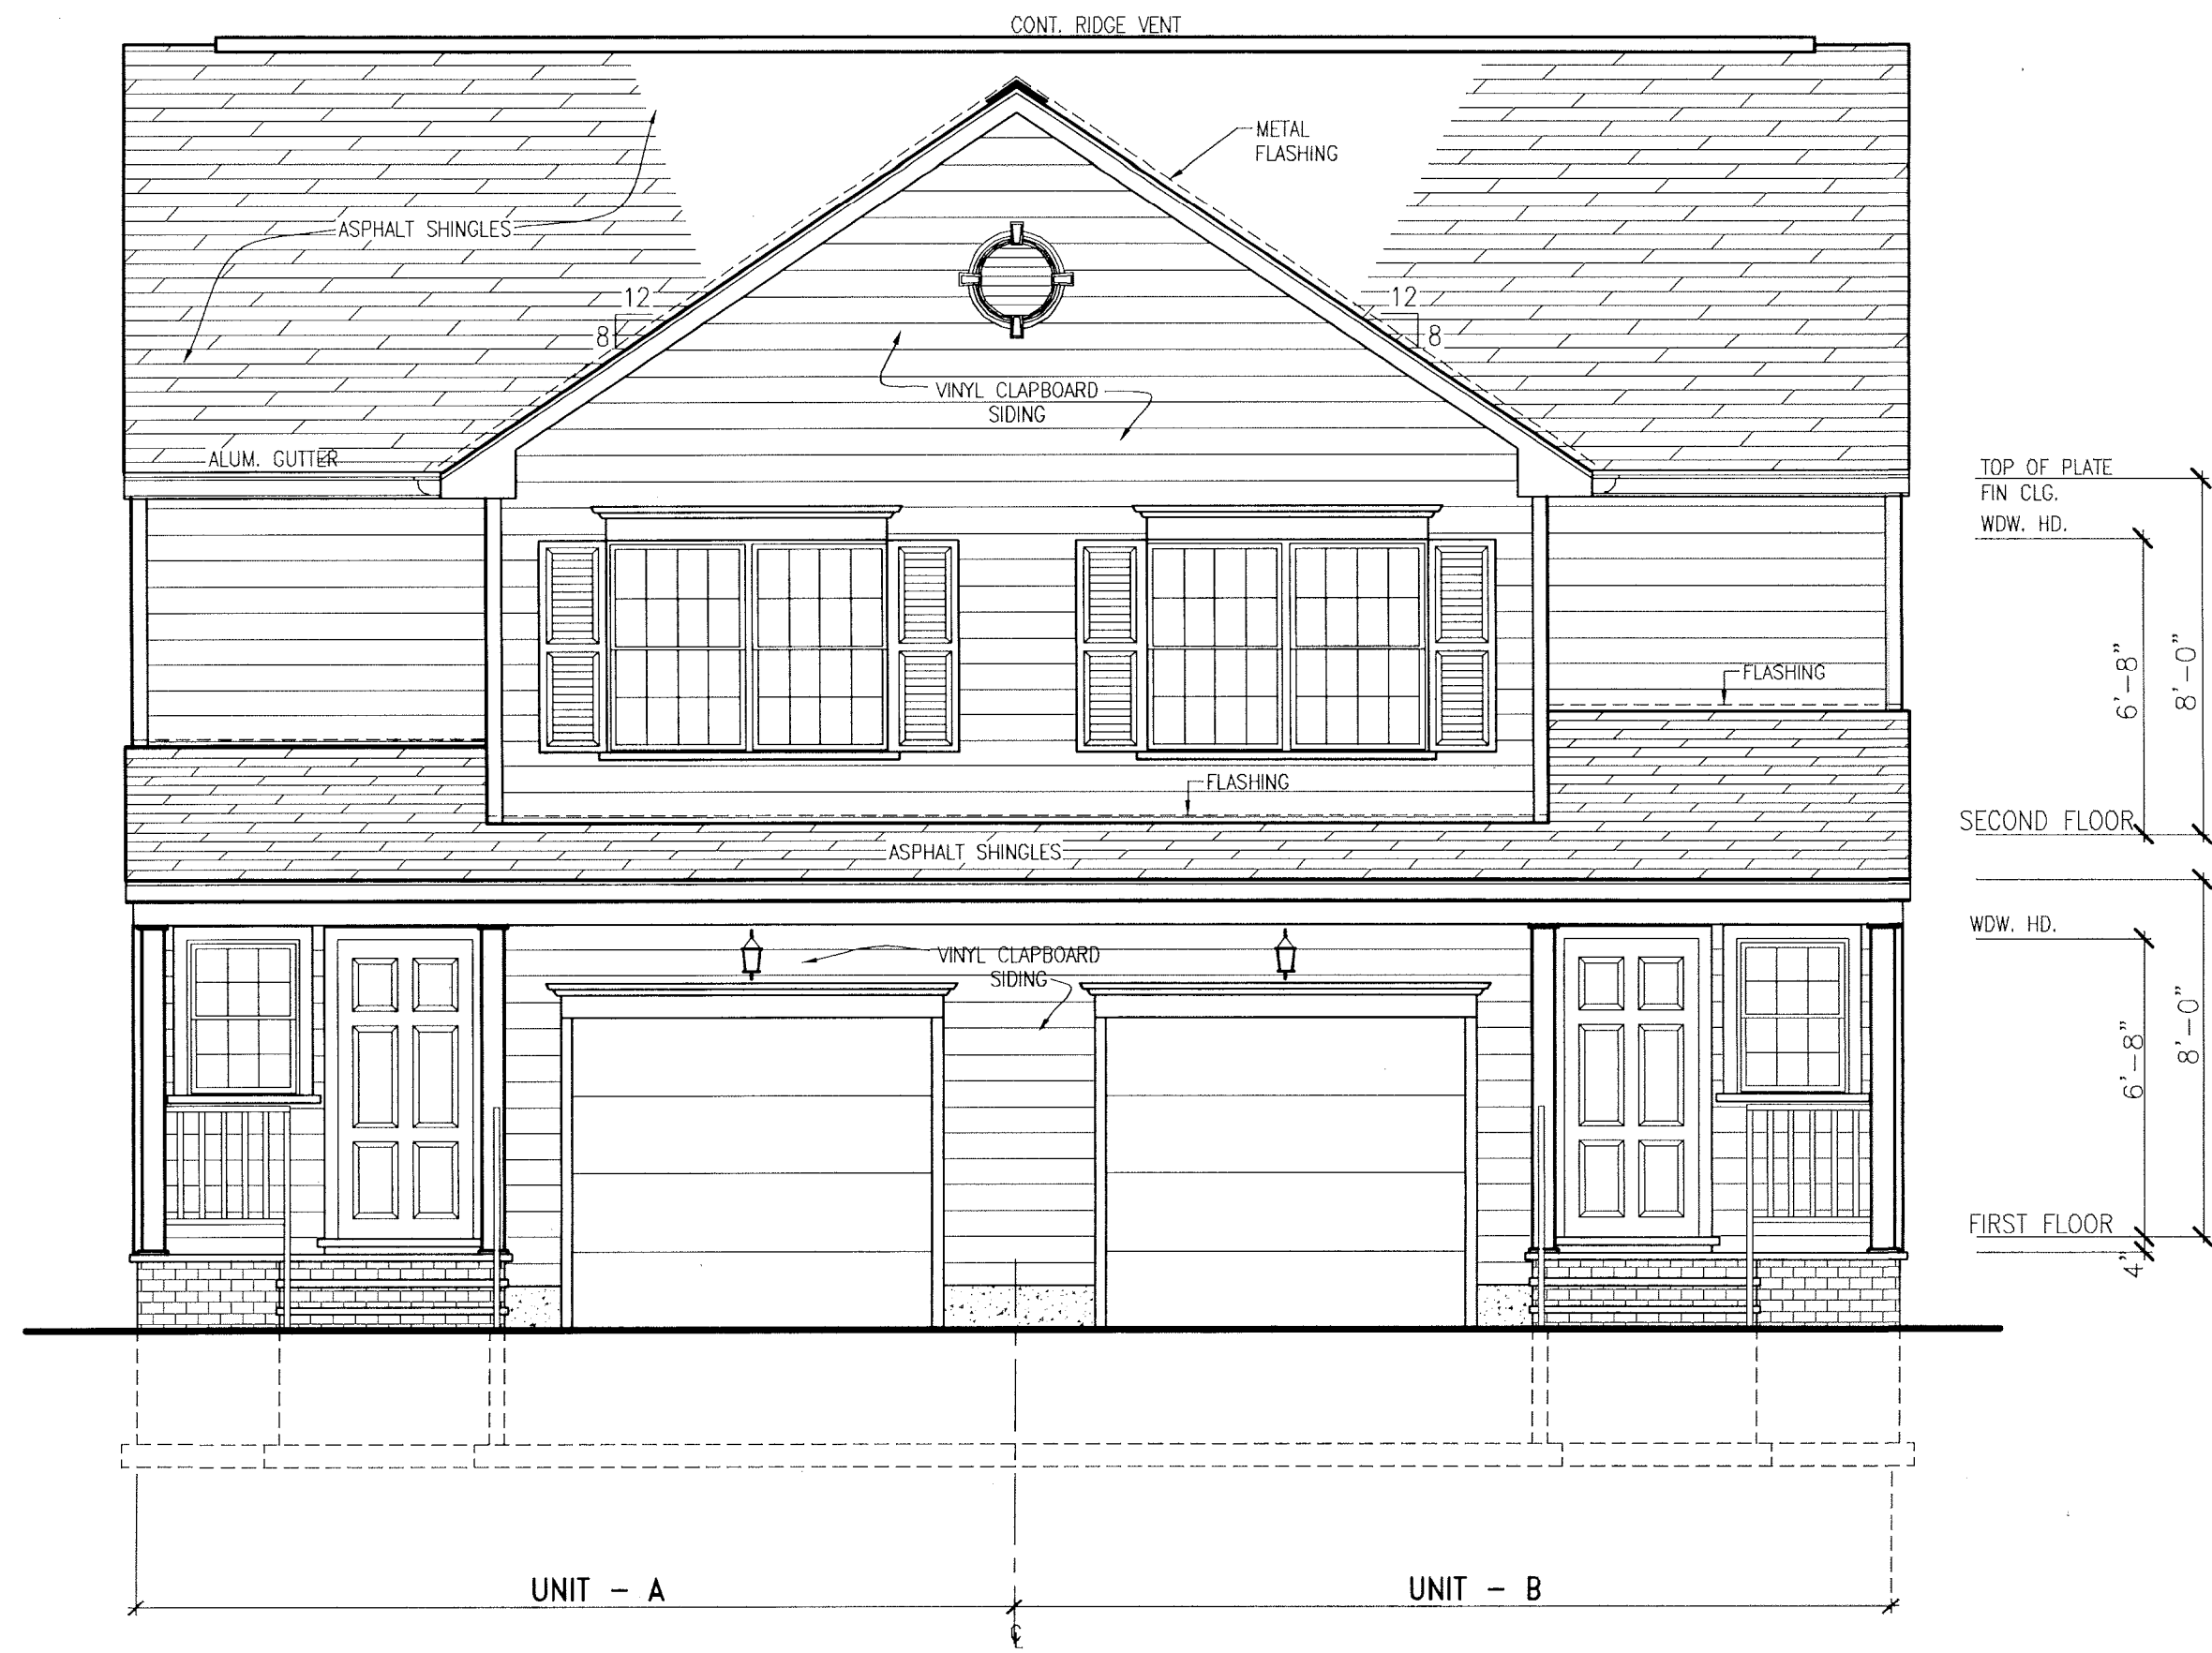 CONT. RIDGE VENT
METAL
FLASHING
ASPHALT SHINGLES
12
8
12
8
VINYL CLAPBOARD
SIDING
ALUM. GUTTER
TOP OF PLATE
FIN CLG.
WDW. HD.
6'-8"
8'-0"
FLASHING
FLASHING
SECOND FLOOR
ASPHALT SHINGLES
WDW. HD.
VINYL CLAPBOARD
SIDING
6'-8"
8'-0"
FIRST FLOOR
4"
UNIT - A
UNIT - B
℄